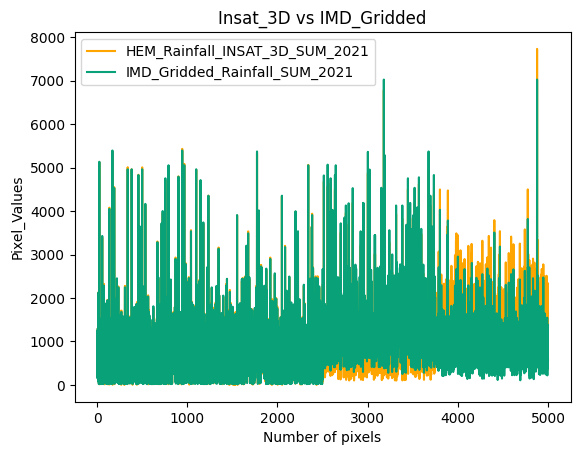 Insat_3D vs IMD_Gridded
HEM_Rainfall_INSAT_3D_SUM_2021
IMD_Gridded_Rainfall_SUM_2021
8000
7000
6000
5000
4000
3000
2000
1000
0
Pixel_Values
0 1000 2000 3000 4000 5000
Number of pixels